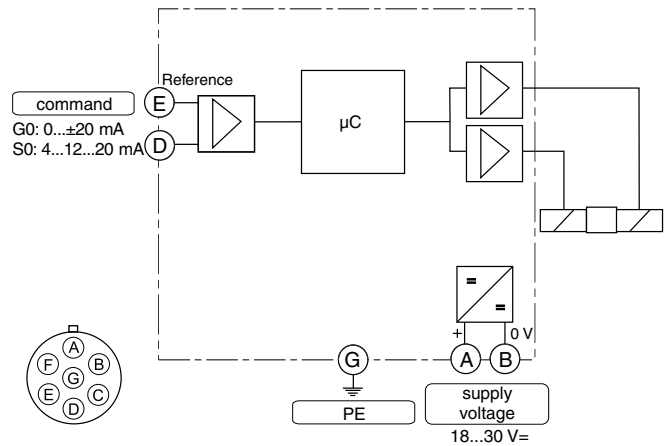 Reference
command
E
G0: 0...±20 mA
S0: 4...12...20 mA
D
µC
=
=
+
0 V
G
A
B
PE
supply
voltage
18...30 V=
A
F
B
G
E
C
D